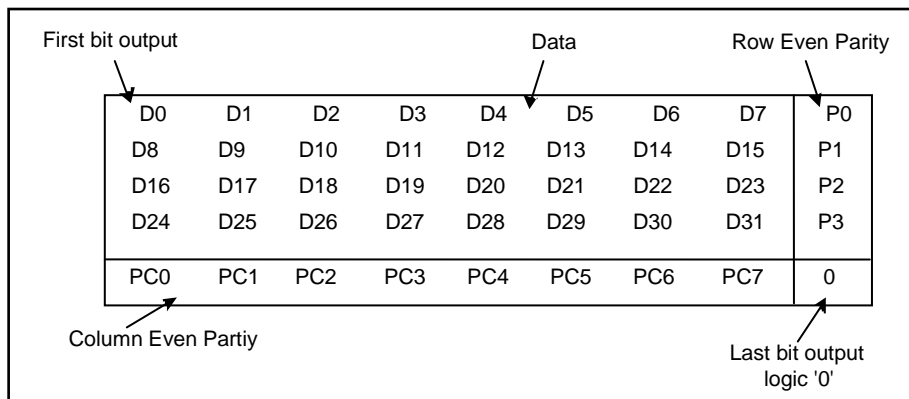 First bit output Data Row Even Parity
D0 D1 D2 D3 D4 D5 D6 D7 P0
D8 D9 D10 D11 D12 D13 D14 D15 P1
D16 D17 D18 D19 D20 D21 D22 D23 P2
D24 D25 D26 D27 D28 D29 D30 D31 P3
PC0 PC1 PC2 PC3 PC4 PC5 PC6 PC7 0
Column Even Partiy
Last bit output
logic '0'